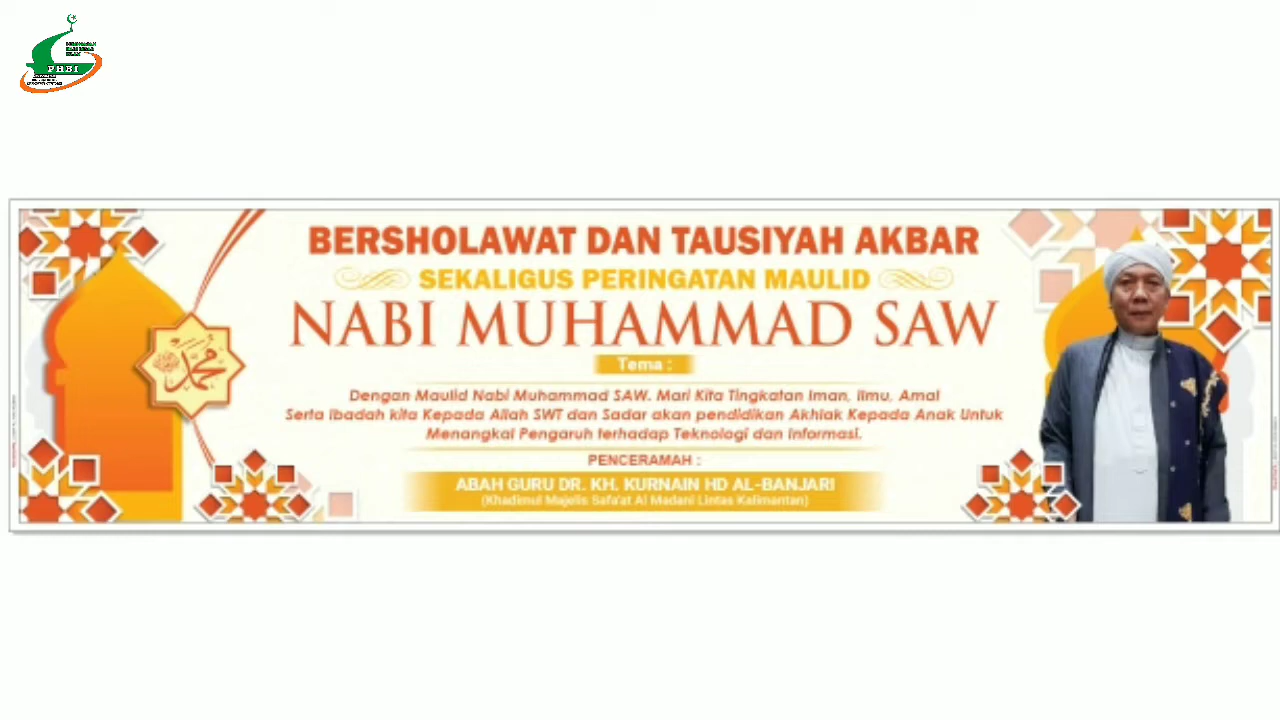 PHBI
BERSHOLAWAT DAN TAUSIYAH AKBAR
SEKALIGUS PERINGATAN MAULID
NABI MUHAMMAD SAW
Tema :
Dengan Maulid Nabi Muhammad SAW. Mari Kita Tingkatan Iman, Ilmu, Amal
Serta Ibadah kita Kepada Allah SWT dan Sadar akan pendidikan Akhlak Kepada Anak Untuk
Menangkal Pengaruh terhadap Teknologi dan Informasi.
محمد
PENCERAMAH :
ABAH GURU DR. KH. KURNAIN HD AL-BANJARI
(Khadimul Majelis Safa'at Al Madani Lintas Kalimantan)